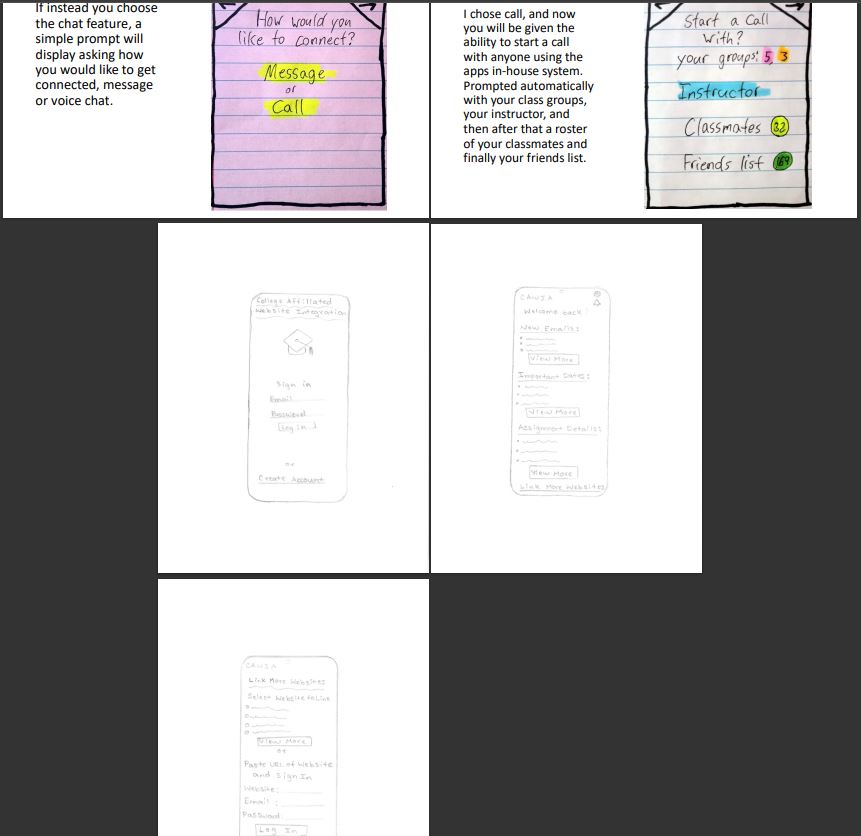 If instead you choose
the chat feature, a
simple prompt will
display asking how
you would like to get
connected, message
or voice chat.
How would you
like to connect?
Message
or
Call
I chose call, and now
you will be given the
ability to start a call
with anyone using the
apps in-house system.
Prompted automatically
with your class groups,
your instructor, and
then after that a roster
of your classmates and
finally your friends list.
Start a Call
With?
your groups: 5, 3
Instructor
Classmates 32
Friends list 169
College Affiliated
Website Integration
Sign in
Email
Password
Log in
or
Create Account
CAWIA
Welcome back!
New Emails:
View More
Important Dates:
View More
Assignment Details:
View More
Link More Websites
CAWIA
Link More Websites
Select Website to Link
View More
or
Paste URL of Website
and Sign In
Website:
Email :
Password:
Log In